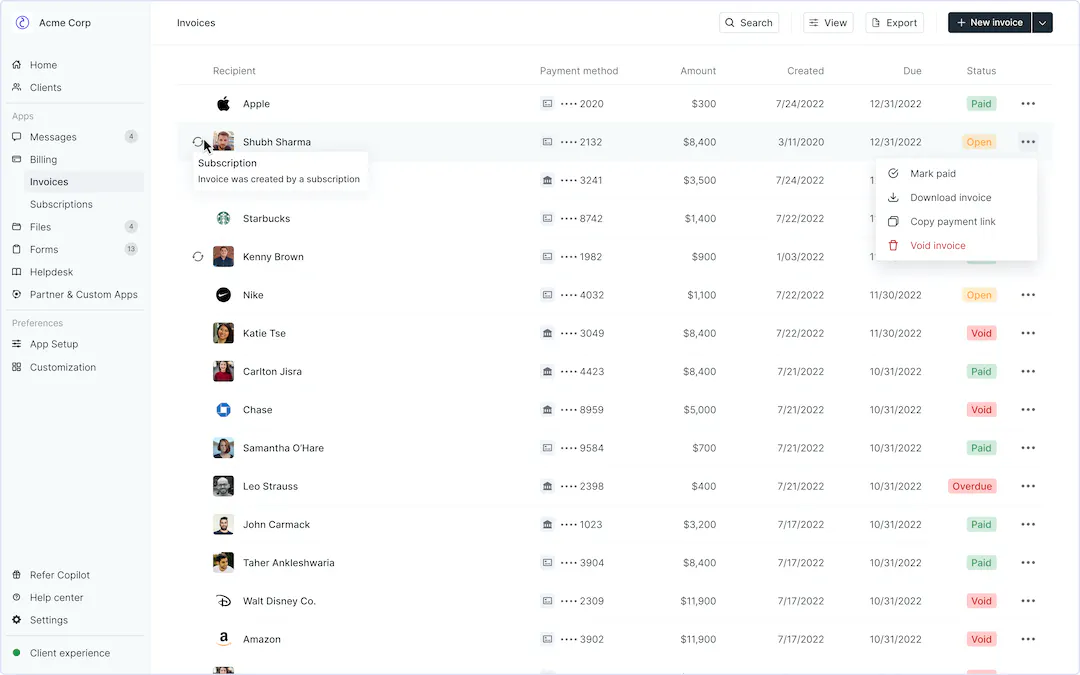 Acme Corp
Invoices
Search
View
Export
New invoice
Home
Clients
Apps
Messages 4
Billing
Invoices
Subscriptions
Files 4
Forms 13
Helpdesk
Partner & Custom Apps
Preferences
App Setup
Customization
Refer Copilot
Help center
Settings
Client experience
Recipient Payment method Amount Created Due Status
Apple •••• 2020 $300 7/24/2022 12/31/2022 Paid
Shubh Sharma •••• 2132 $8,400 3/11/2020 12/31/2022 Open
Subscription
Invoice was created by a subscription
•••• 3241 $3,500 7/24/2022
Mark paid
Download invoice
Copy payment link
Void invoice
Starbucks •••• 8742 $1,400 7/22/2022
Kenny Brown •••• 1982 $900 1/03/2022
Nike •••• 4032 $1,100 7/22/2022 11/30/2022 Open
Katie Tse •••• 3049 $8,400 7/22/2022 11/30/2022 Void
Carlton Jisra •••• 4423 $8,400 7/21/2022 10/31/2022 Paid
Chase •••• 8959 $5,000 7/21/2022 10/31/2022 Void
Samantha O'Hare •••• 9584 $700 7/21/2022 10/31/2022 Paid
Leo Strauss •••• 2398 $400 7/21/2022 10/31/2022 Overdue
John Carmack •••• 1023 $3,200 7/17/2022 10/31/2022 Paid
Taher Ankleshwaria •••• 3904 $8,400 7/17/2022 10/31/2022 Paid
Walt Disney Co. •••• 2309 $11,900 7/17/2022 10/31/2022 Void
Amazon •••• 3902 $11,900 7/17/2022 10/31/2022 Void